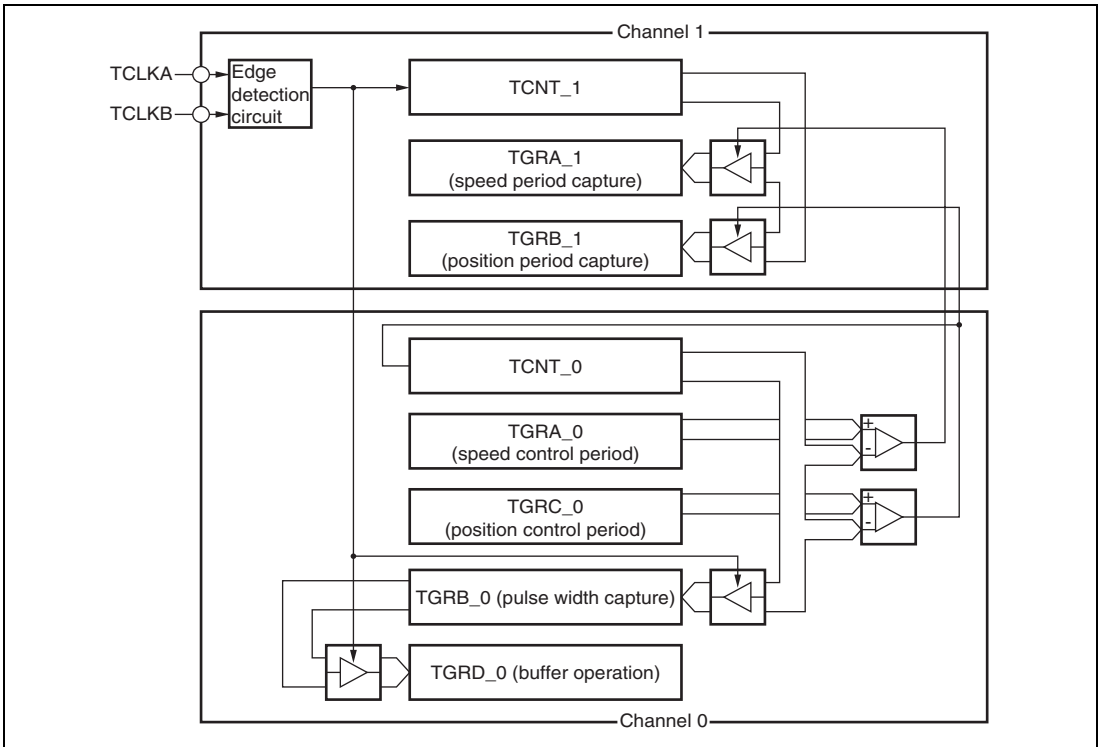 Channel 1
TCLKA
TCLKB
Edge
detection
circuit
TCNT_1
TGRA_1
(speed period capture)
TGRB_1
(position period capture)
TCNT_0
TGRA_0
(speed control period)
+
-
TGRC_0
(position control period)
+
-
TGRB_0 (pulse width capture)
TGRD_0 (buffer operation)
Channel 0